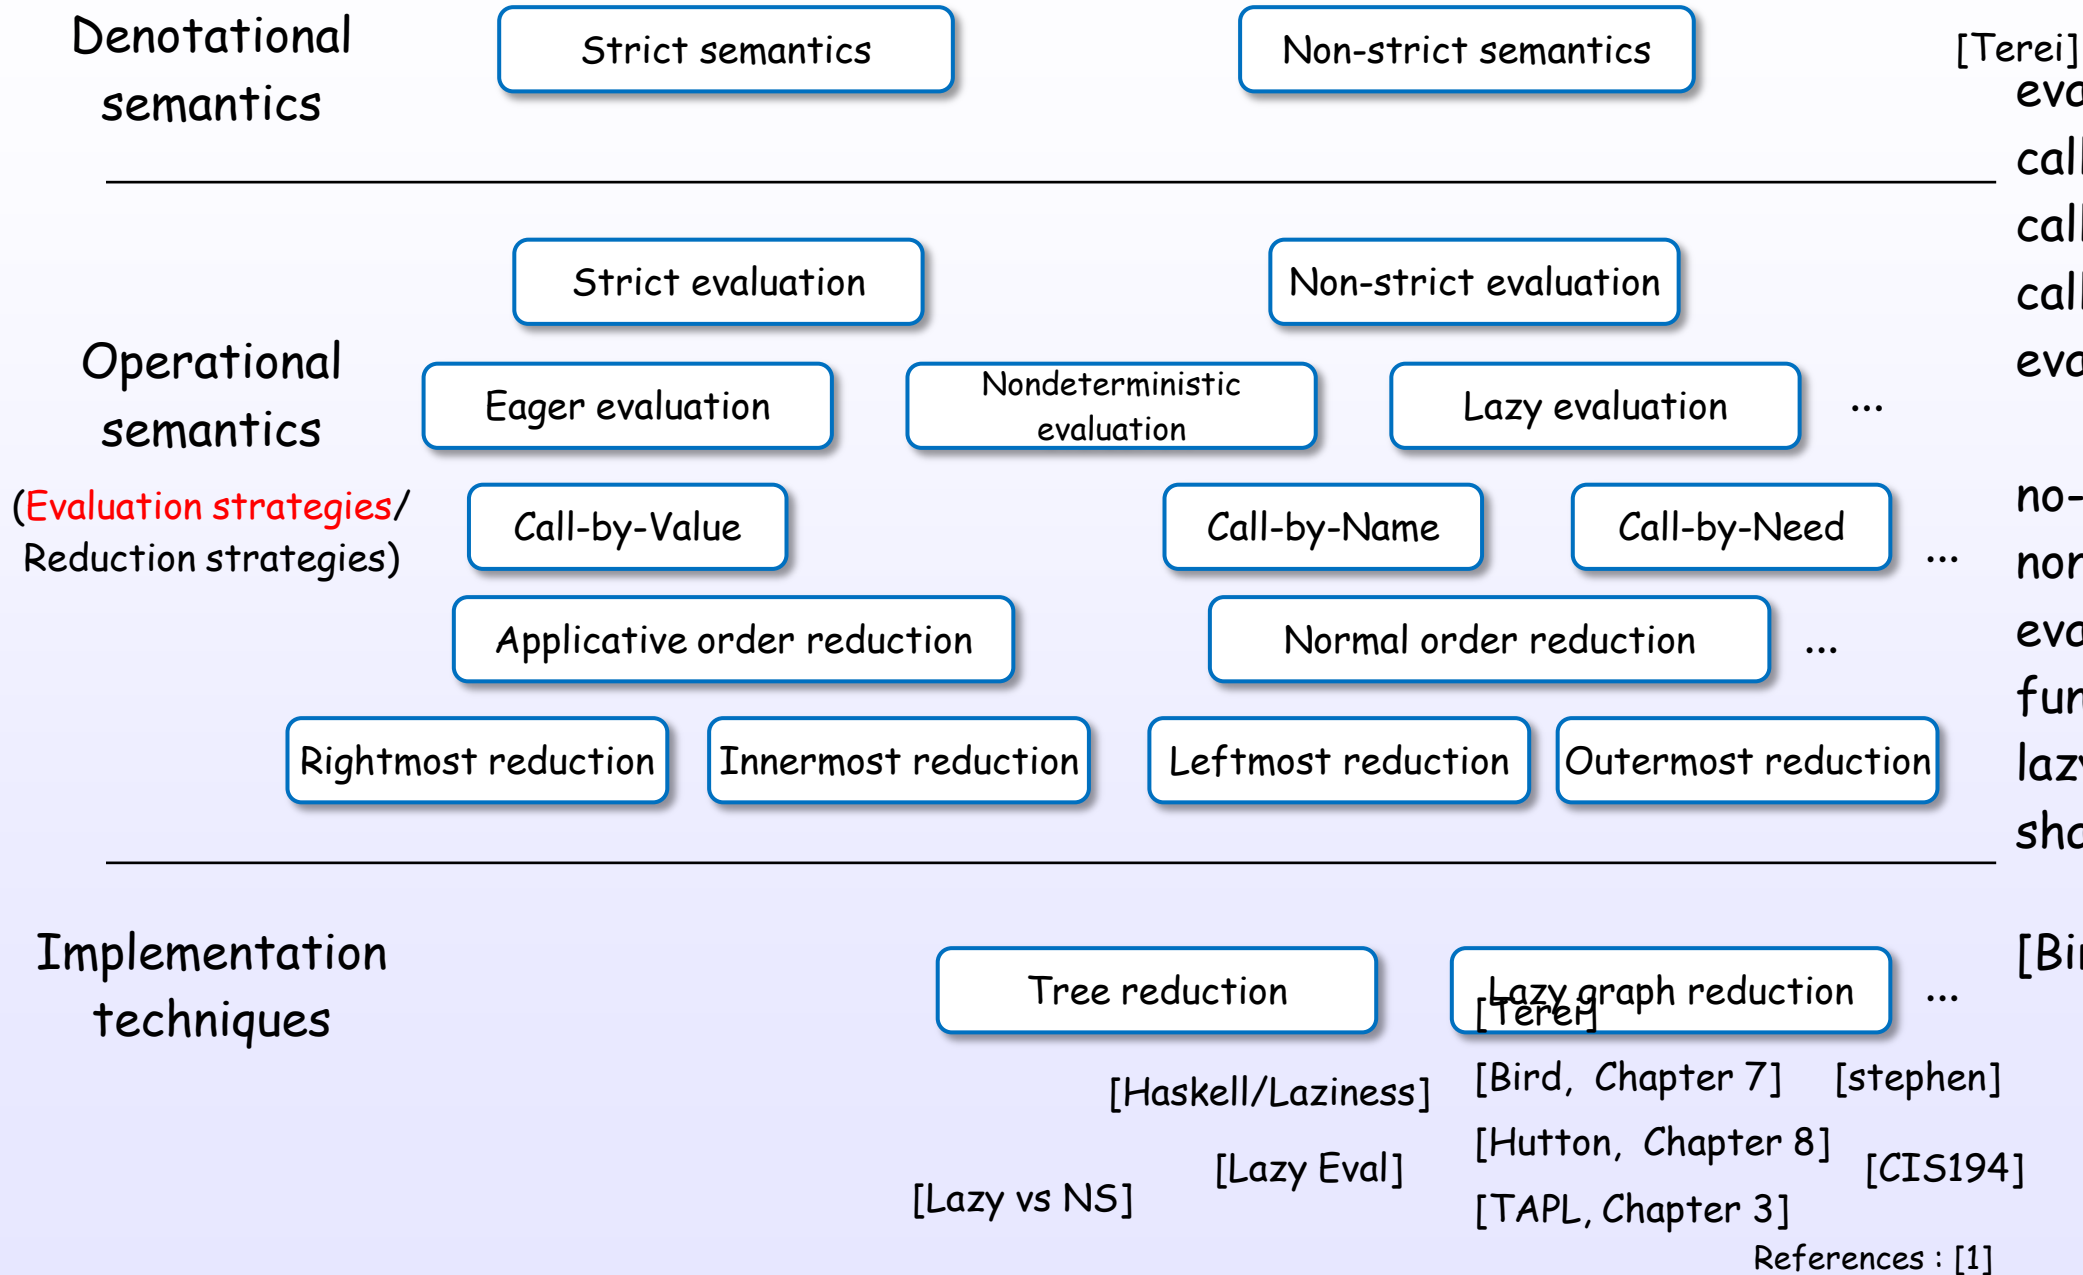 Denotational
semantics
Strict semantics
Non-strict semantics
[Terei]
Strict evaluation
Non-strict evaluation
Operational
semantics
(Evaluation strategies/
Reduction strategies)
Eager evaluation
Nondeterministic
evaluation
Lazy evaluation
...
Call-by-Value
Call-by-Name
Call-by-Need
...
Applicative order reduction
Normal order reduction
...
Rightmost reduction
Innermost reduction
Leftmost reduction
Outermost reduction
Implementation
techniques
Tree reduction
Lazy graph reduction
...
[Terei]
[Haskell/Laziness]
[Bird, Chapter 7]
[stephen]
[Hutton, Chapter 8]
[Lazy Eval]
[CIS194]
[Lazy vs NS]
[TAPL, Chapter 3]
References : [1]